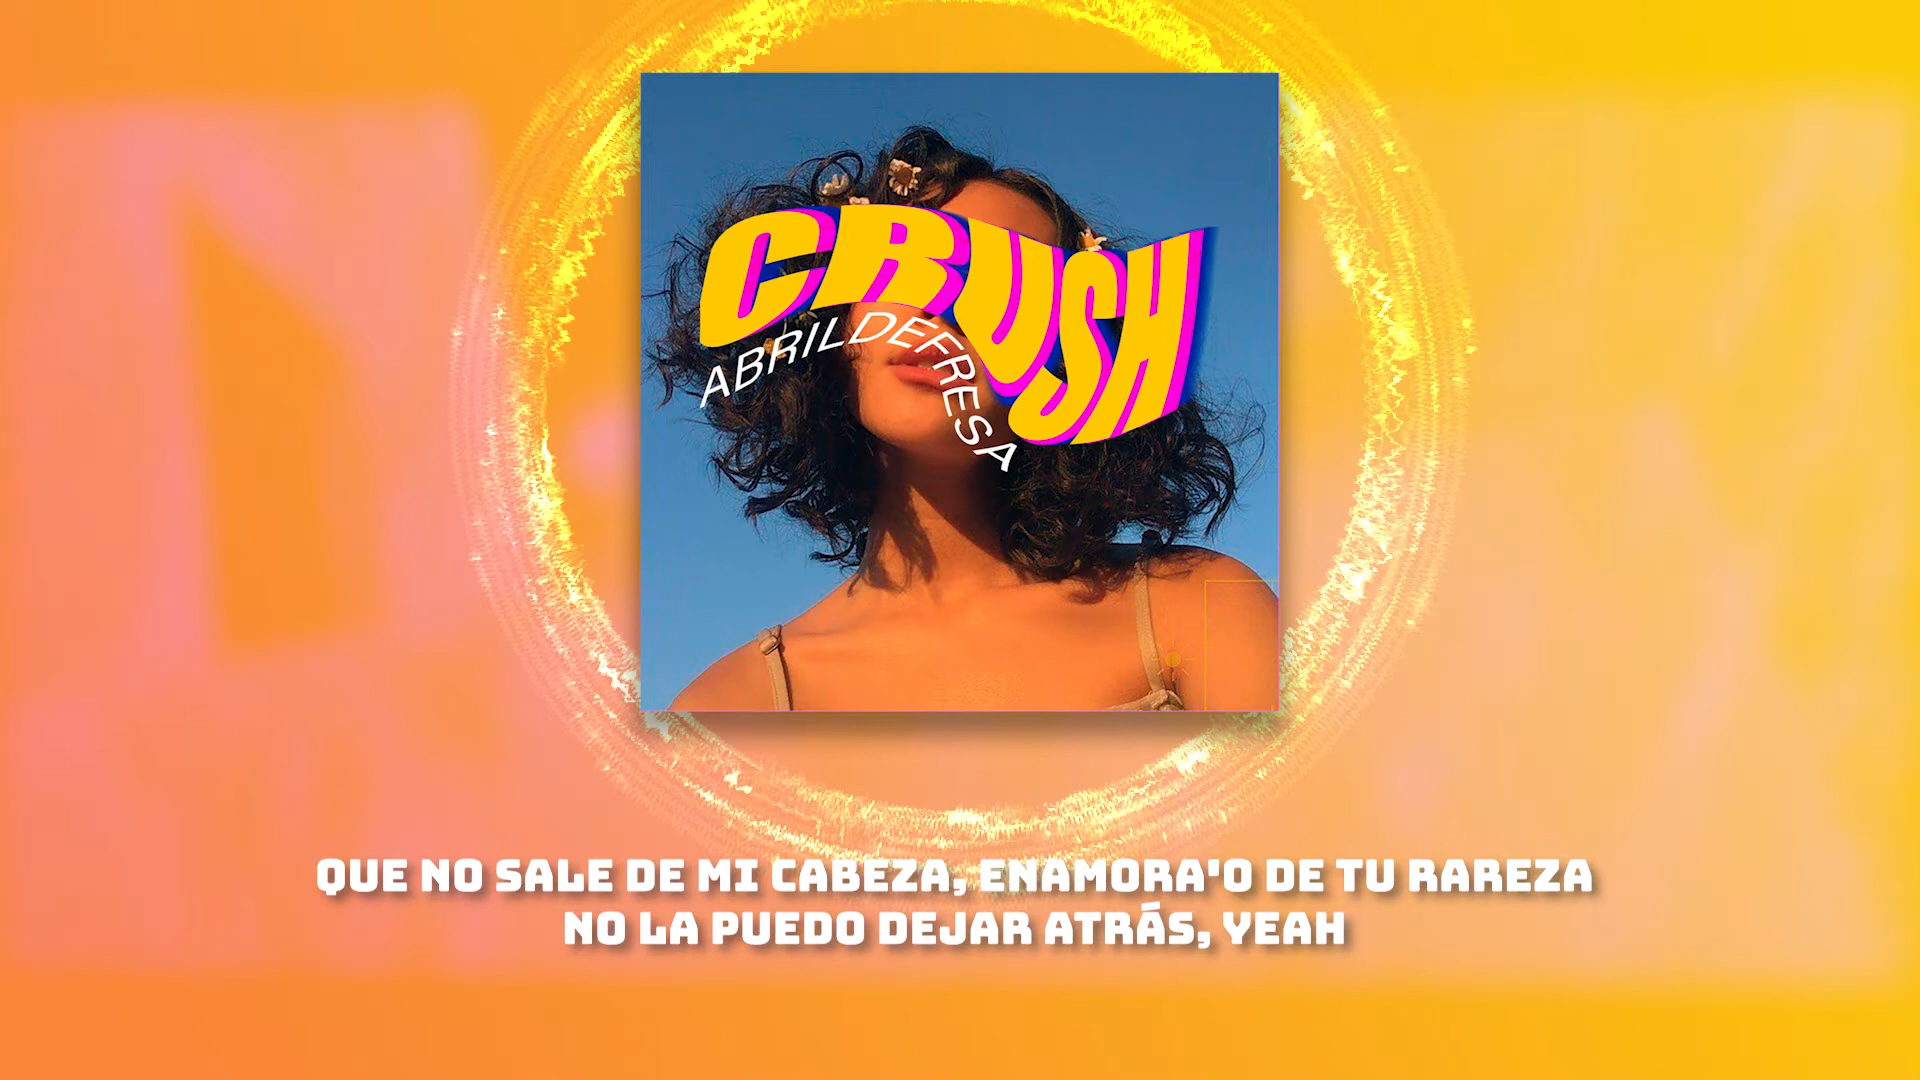 CRUSH
ABRILDEFRESA
QUE NO SALE DE MI CABEZA, ENAMORA'O DE TU RAREZA
NO LA PUEDO DEJAR ATRÁS, YEAH